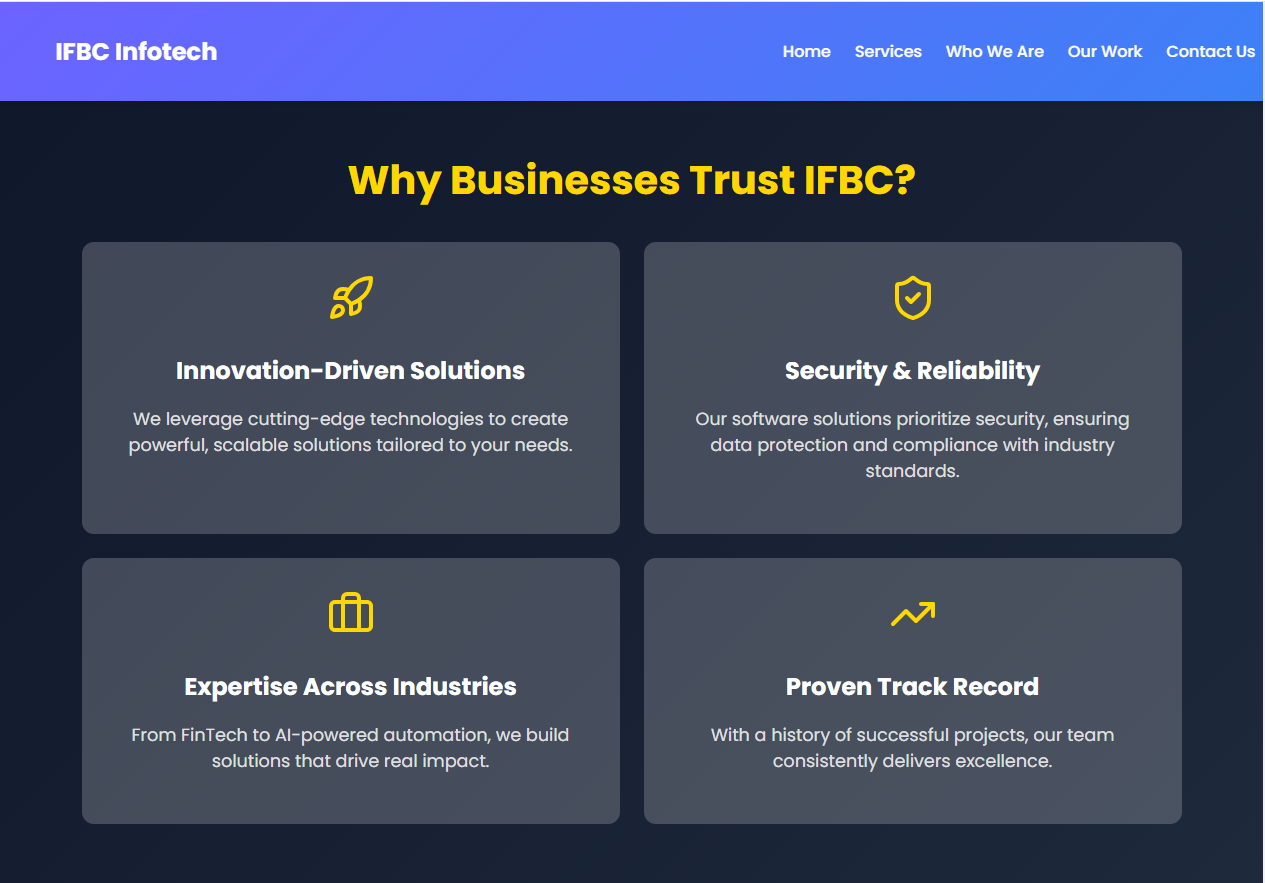 IFBC Infotech
Home Services Who We Are Our Work Contact Us
Why Businesses Trust IFBC?
Innovation-Driven Solutions
We leverage cutting-edge technologies to create
powerful, scalable solutions tailored to your needs.
Security & Reliability
Our software solutions prioritize security, ensuring
data protection and compliance with industry
standards.
Expertise Across Industries
From FinTech to AI-powered automation, we build
solutions that drive real impact.
Proven Track Record
With a history of successful projects, our team
consistently delivers excellence.